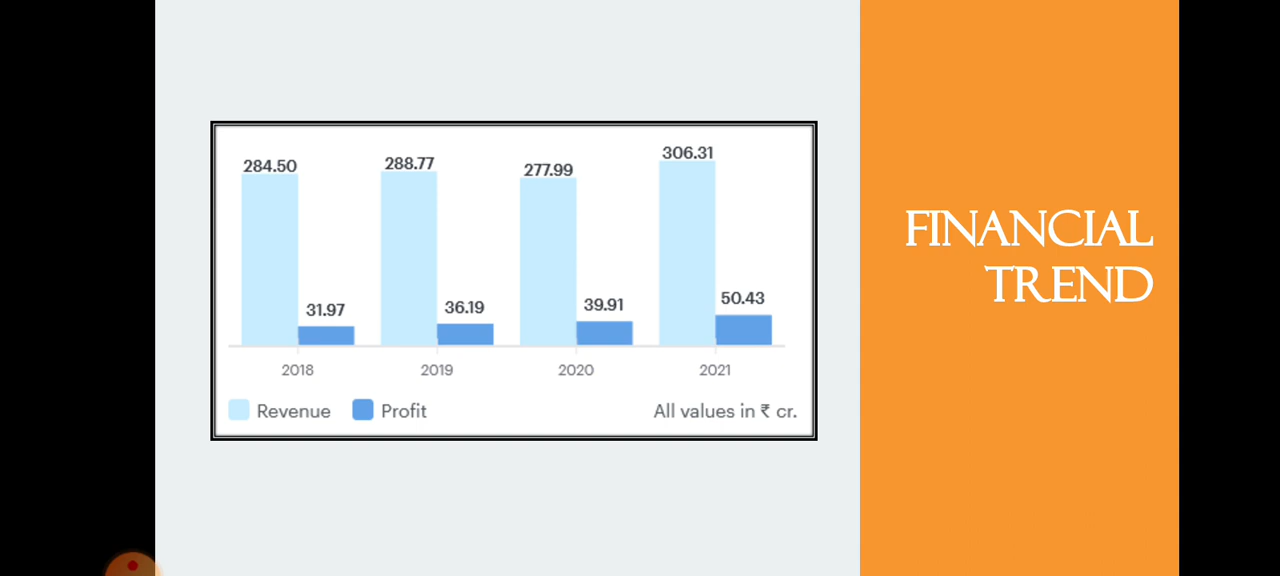 284.50
288.77
277.99
306.31
31.97
36.19
39.91
50.43
2018 2019 2020 2021
Revenue Profit All values in ₹ cr.
FINANCIAL
TREND